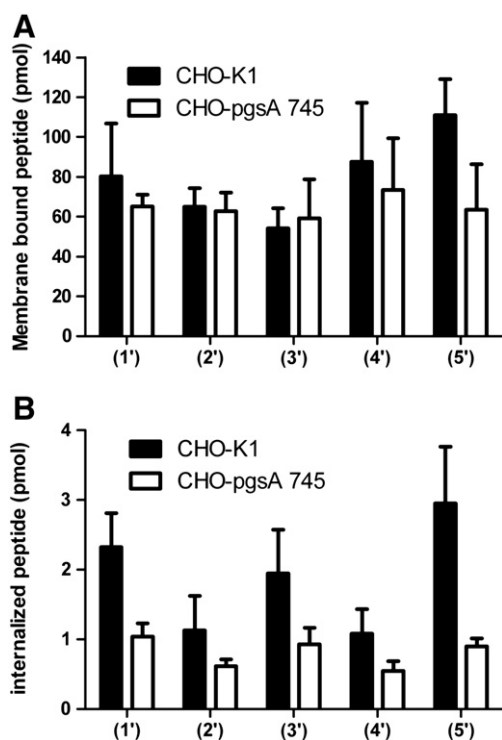 A
Membrane bound peptide (pmol)
140
120
100
80
60
40
20
0
CHO-K1
CHO-pgsA 745
(1') (2') (3') (4') (5')
B
internalized peptide (pmol)
4
3
2
1
0
CHO-K1
CHO-pgsA 745
(1') (2') (3') (4') (5')